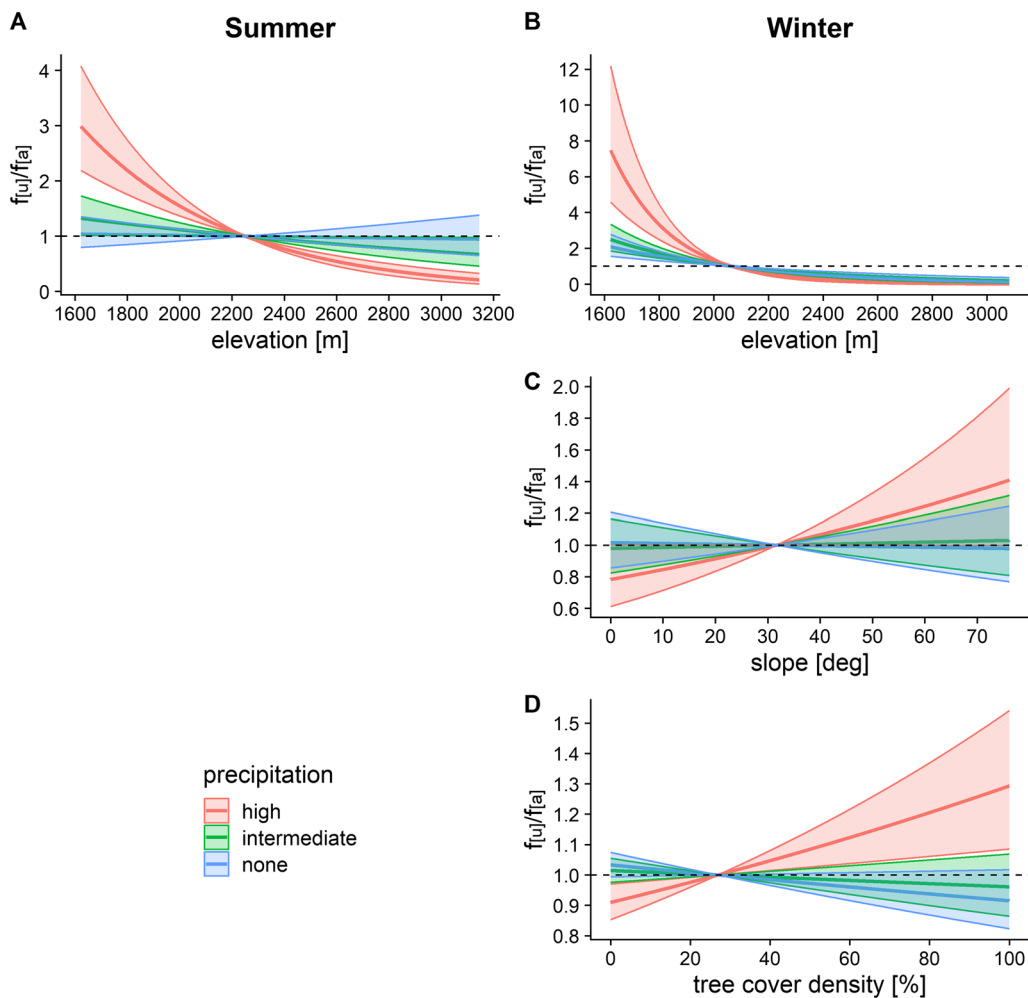 A
Summer
4
3
2
1
0
f[u]/f[a]
1600 1800 2000 2200 2400 2600 2800 3000 3200
elevation [m]
B
Winter
12
10
8
6
4
2
0
f[u]/f[a]
1600 1800 2000 2200 2400 2600 2800 3000
elevation [m]
C
2.0
1.8
1.6
1.4
1.2
1.0
0.8
0.6
f[u]/f[a]
0 10 20 30 40 50 60 70
slope [deg]
precipitation
high
intermediate
none
D
1.5
1.4
1.3
1.2
1.1
1.0
0.9
0.8
f[u]/f[a]
0 20 40 60 80 100
tree cover density [%]